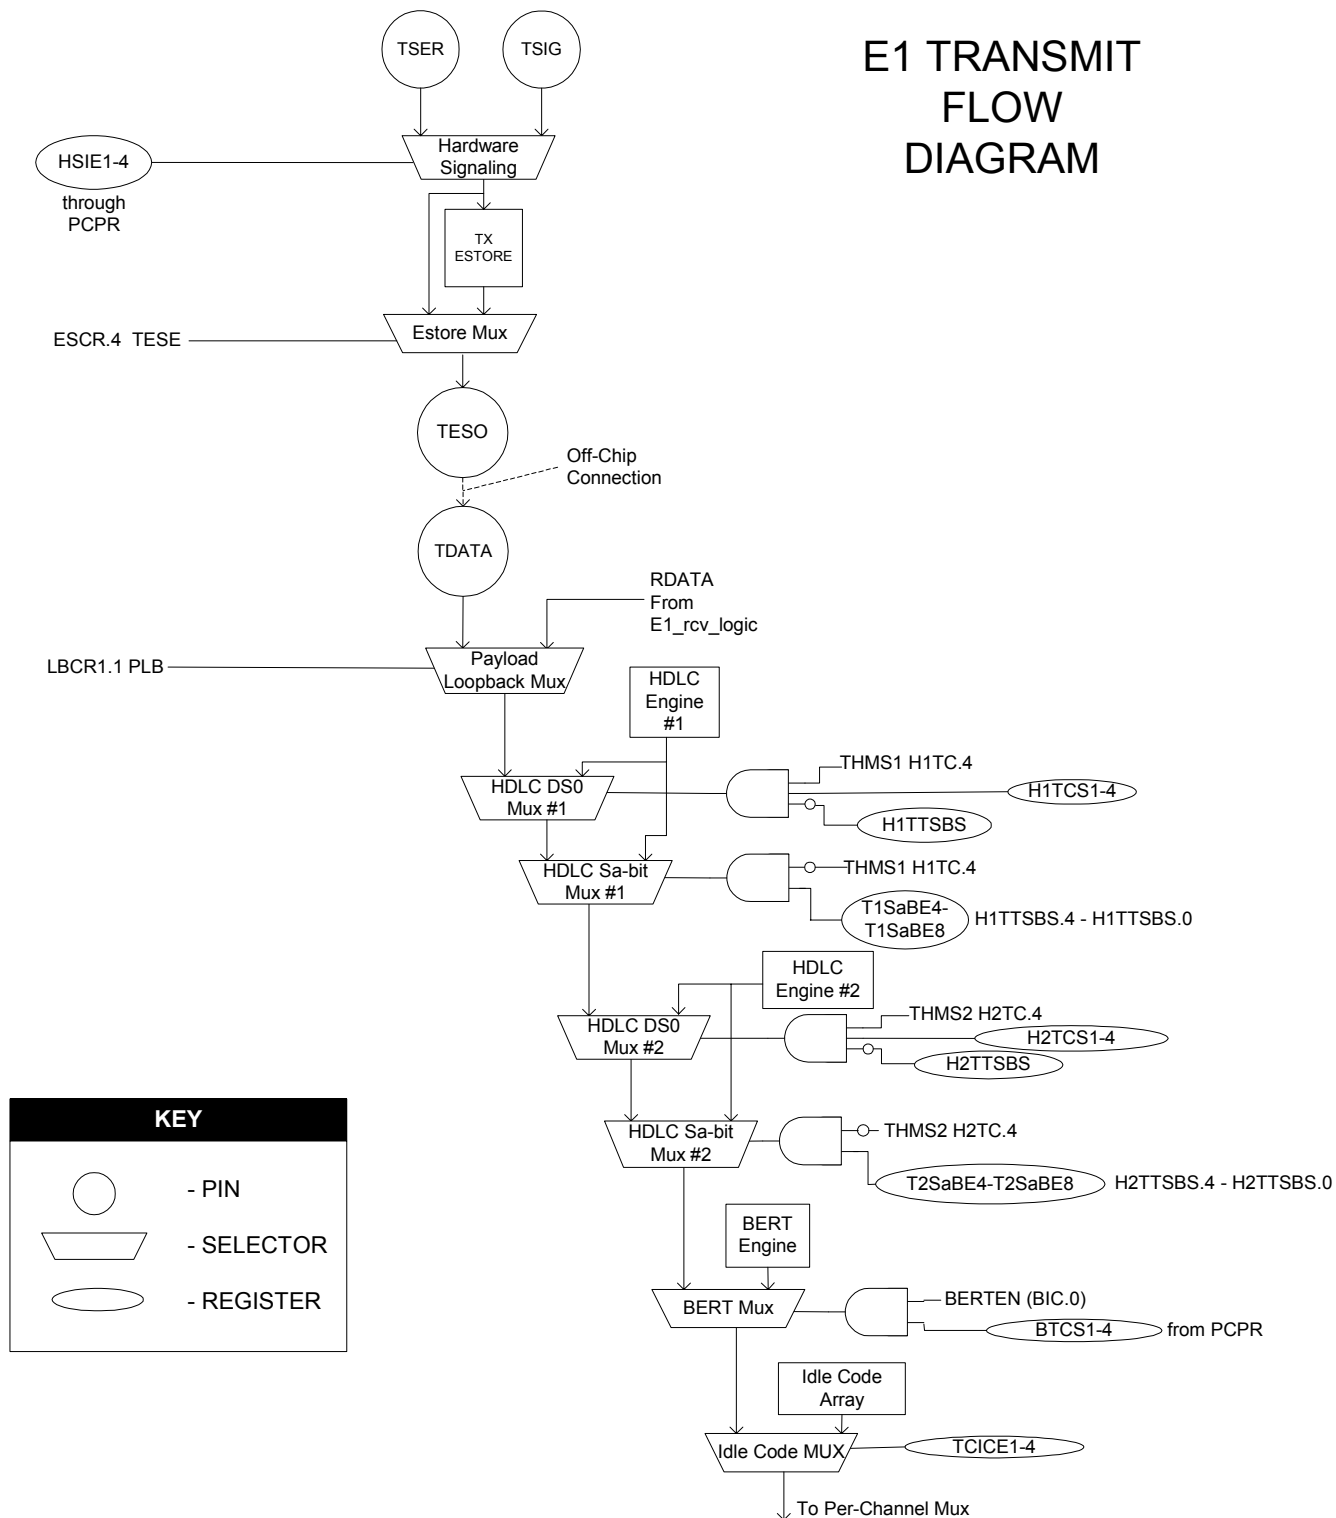 E1 TRANSMIT
FLOW
DIAGRAM
TSER
TSIG
Hardware
Signaling
HSIE1-4
through
PCPR
TX
ESTORE
Estore Mux
ESCR.4 TESE
TESO
Off-Chip
Connection
TDATA
RDATA
From
E1_rcv_logic
LBCR1.1 PLB
Payload
Loopback Mux
HDLC
Engine
#1
HDLC DS0
Mux #1
THMS1 H1TC.4
H1TCS1-4
H1TTSBS
HDLC Sa-bit
Mux #1
THMS1 H1TC.4
T1SaBE4-
T1SaBE8
H1TTSBS.4 - H1TTSBS.0
HDLC
Engine #2
HDLC DS0
Mux #2
THMS2 H2TC.4
H2TCS1-4
H2TTSBS
HDLC Sa-bit
Mux #2
THMS2 H2TC.4
T2SaBE4-T2SaBE8
H2TTSBS.4 - H2TTSBS.0
BERT
Engine
BERT Mux
BERTEN (BIC.0)
BTCS1-4
from PCPR
Idle Code
Array
Idle Code MUX
TCICE1-4
To Per-Channel Mux
KEY
- PIN
- SELECTOR
- REGISTER